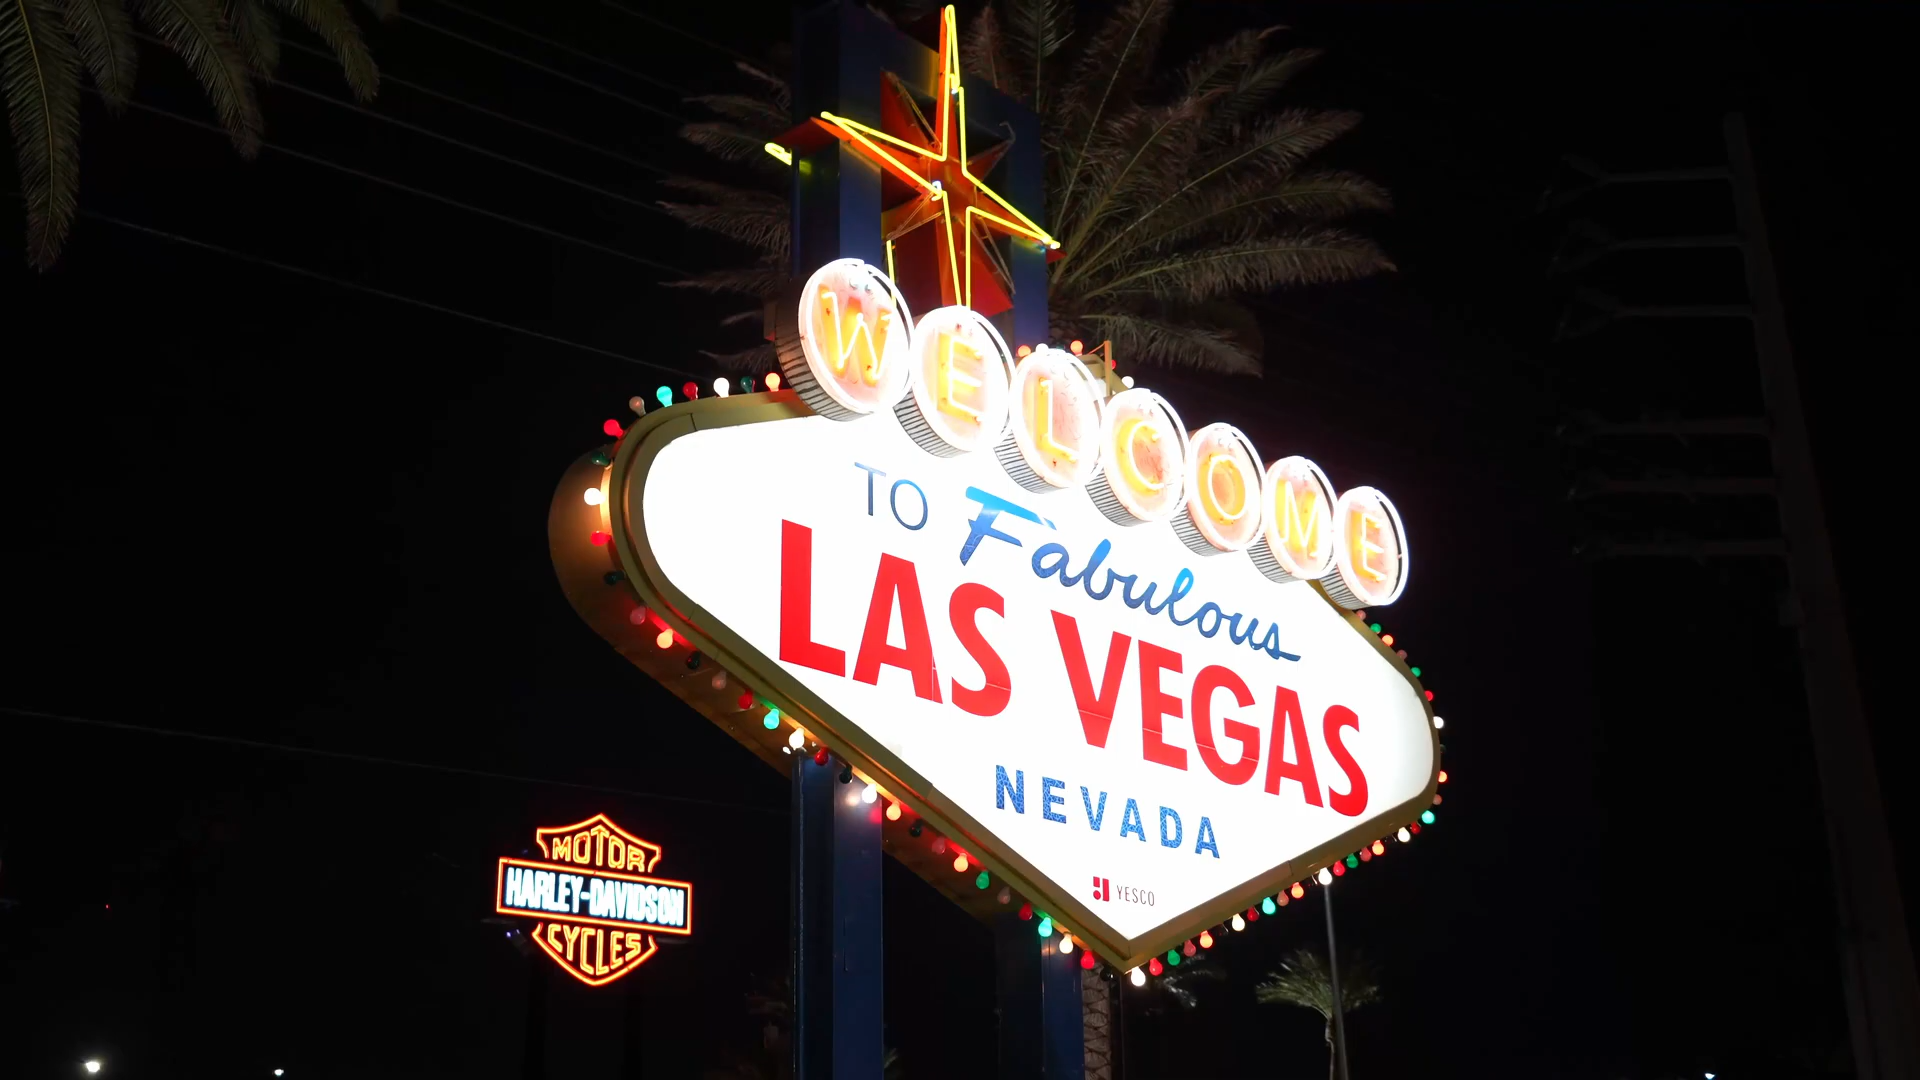 WELCOME
TO Fabulous
LAS VEGAS
NEVADA
YESCO
MOTOR
HARLEY-DAVIDSON
CYCLES